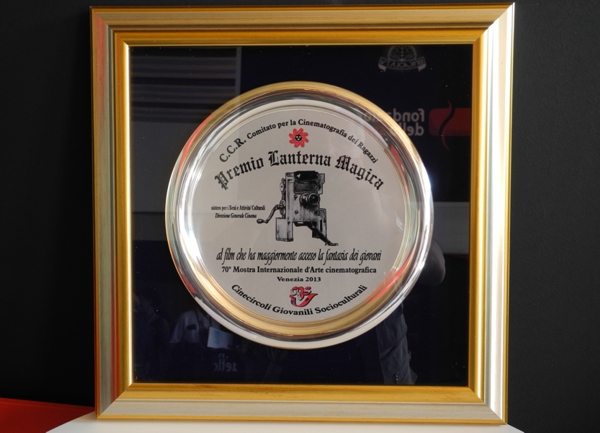 C.C.R. Comitato per la Cinematografia dei Ragazzi
Premio Lanterna Magica
Direzione Generale Cinema
al film che ha maggiormente acceso la fantasia dei giovani
70° Mostra Internazionale d'Arte cinematografica
Venezia 2013
Cinecircoli Giovanili Socioculturali